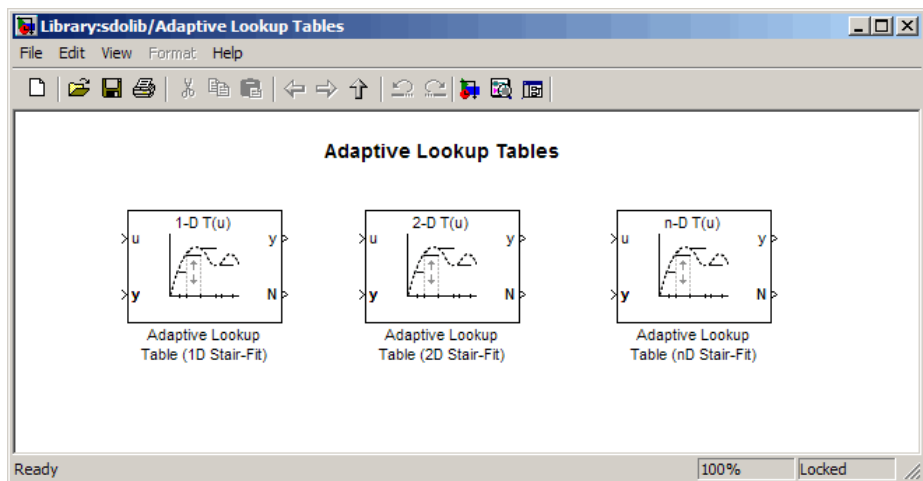 Library:sdolib/Adaptive Lookup Tables
File Edit View Format Help
Adaptive Lookup Tables
1-D T(u)
u
y
y
N
Adaptive Lookup
Table (1D Stair-Fit)
2-D T(u)
u
y
y
N
Adaptive Lookup
Table (2D Stair-Fit)
n-D T(u)
u
y
y
N
Adaptive Lookup
Table (nD Stair-Fit)
Ready 100% Locked